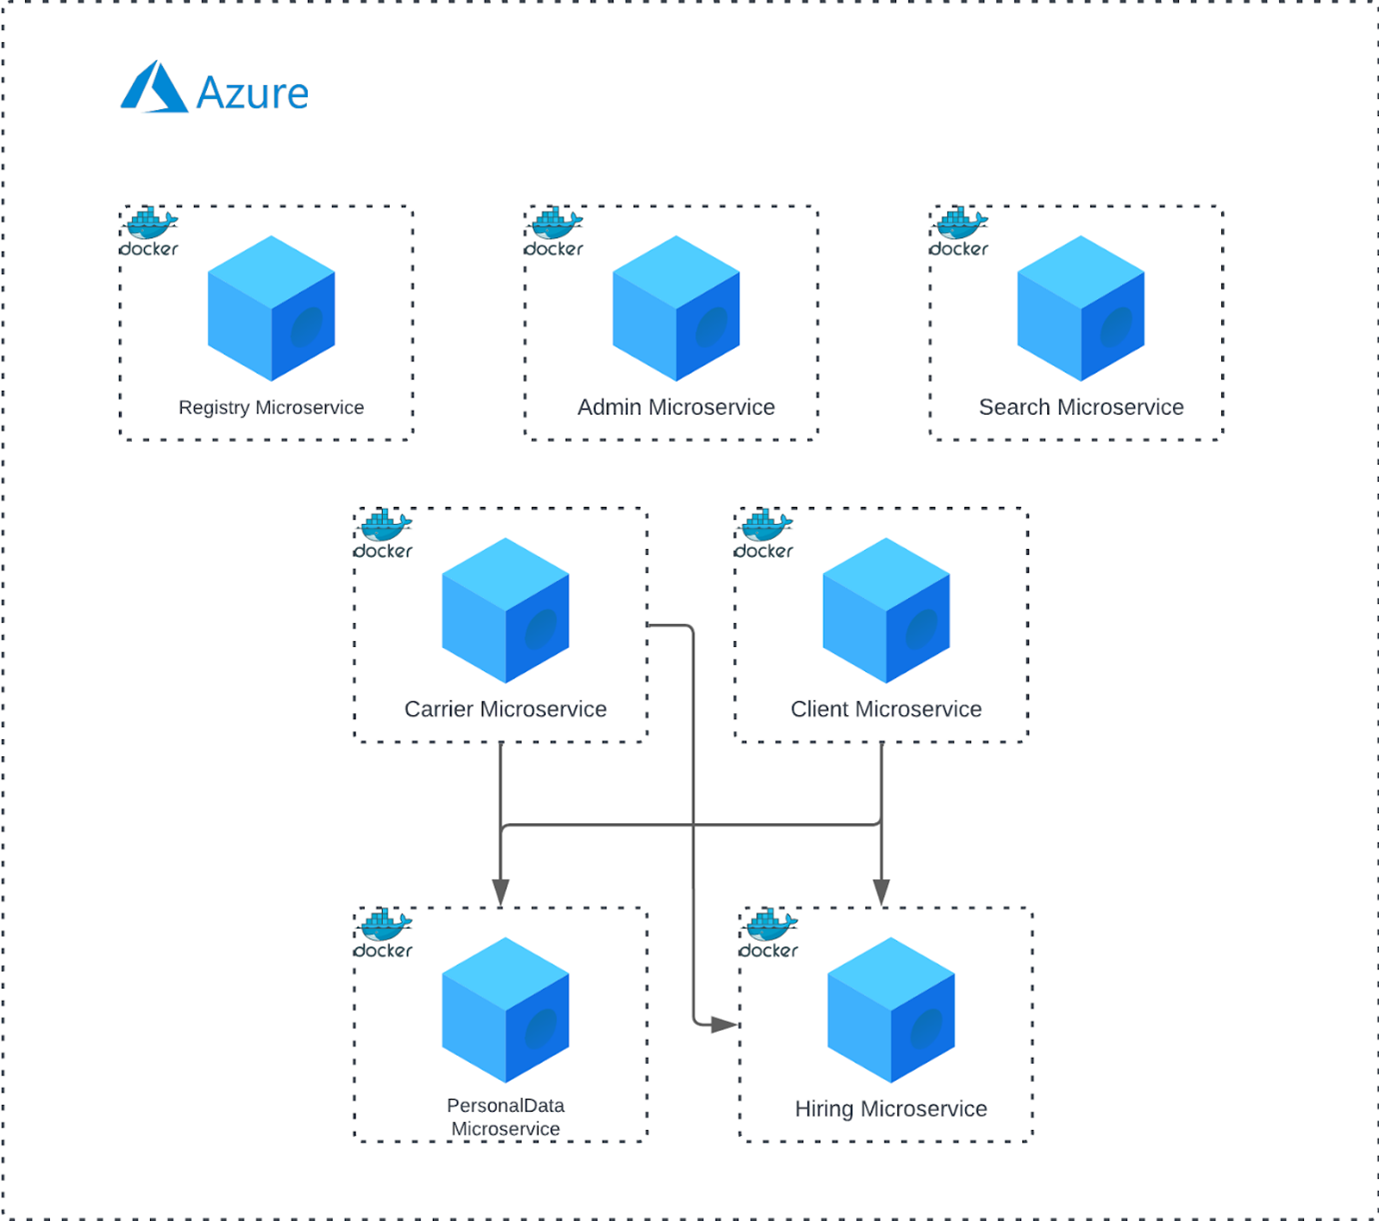 Azure
docker
docker
docker
Registry Microservice
Admin Microservice
Search Microservice
docker
docker
Carrier Microservice
Client Microservice
docker
docker
PersonalData
Microservice
Hiring Microservice